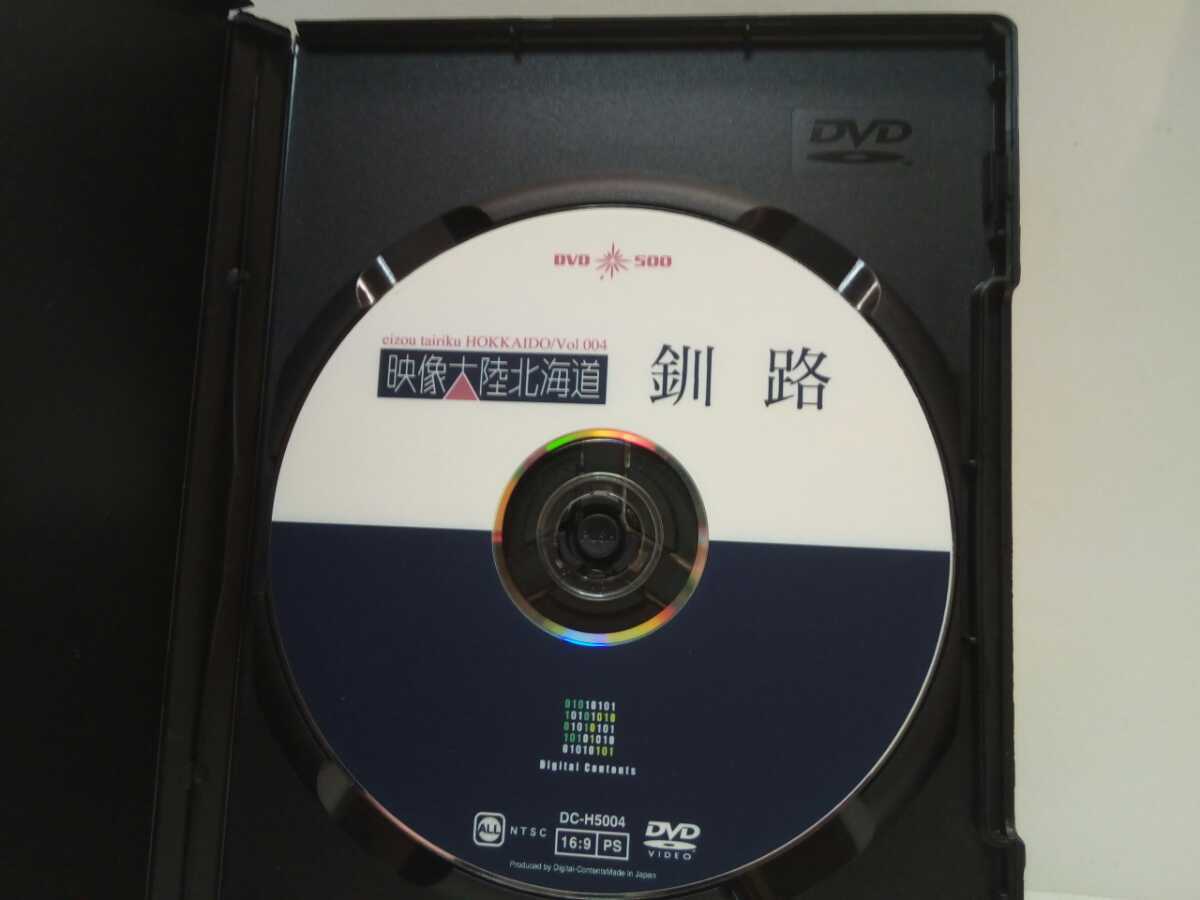 DVD
DVD 500
eizou tairiku HOKKAIDO/Vol.004
映像大陸北海道 釧路
PUSH
01010101
10101010
01010101
10101010
01010101
Digital Contents
DC-H5004
ALL NTSC 16:9 PS DVD
VIDEO
Produced by Digital-ContentsMade in Japan